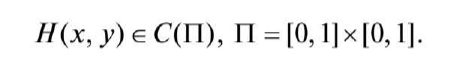 H(x, y) ∈ C(Π), Π = [0, 1]×[0, 1].